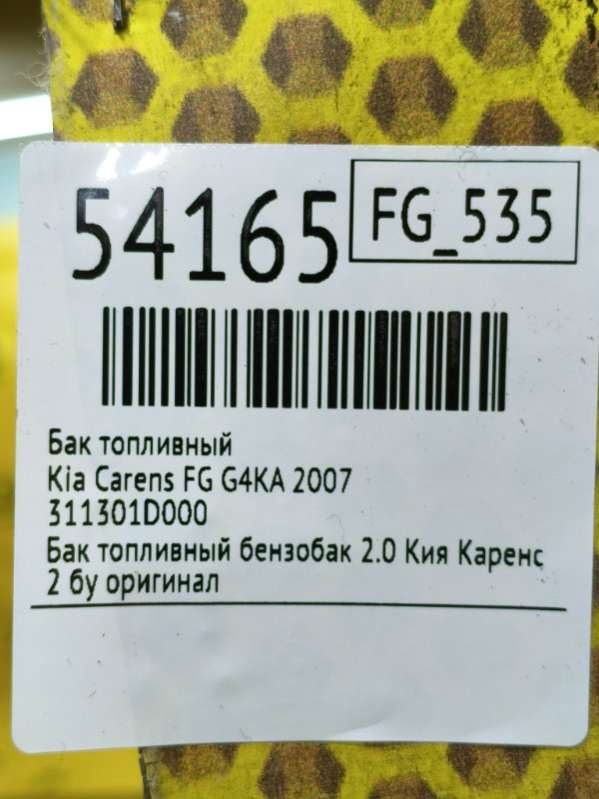 54165
FG_535
Бак топливный
Kia Carens FG G4KA 2007
311301D000
Бак топливный бензобак 2.0 Кия Каренс
2 бу оригинал